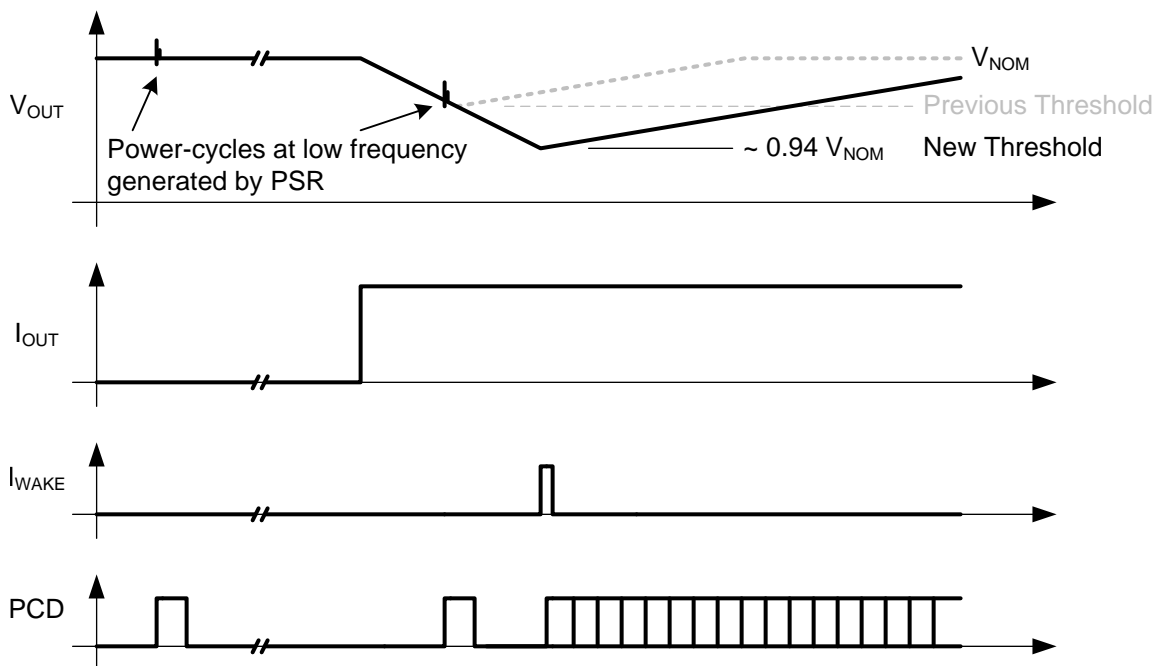 V_NOM
V_OUT
Previous Threshold
Power-cycles at low frequency
generated by PSR
~ 0.94 V_NOM New Threshold
I_OUT
I_WAKE
PCD